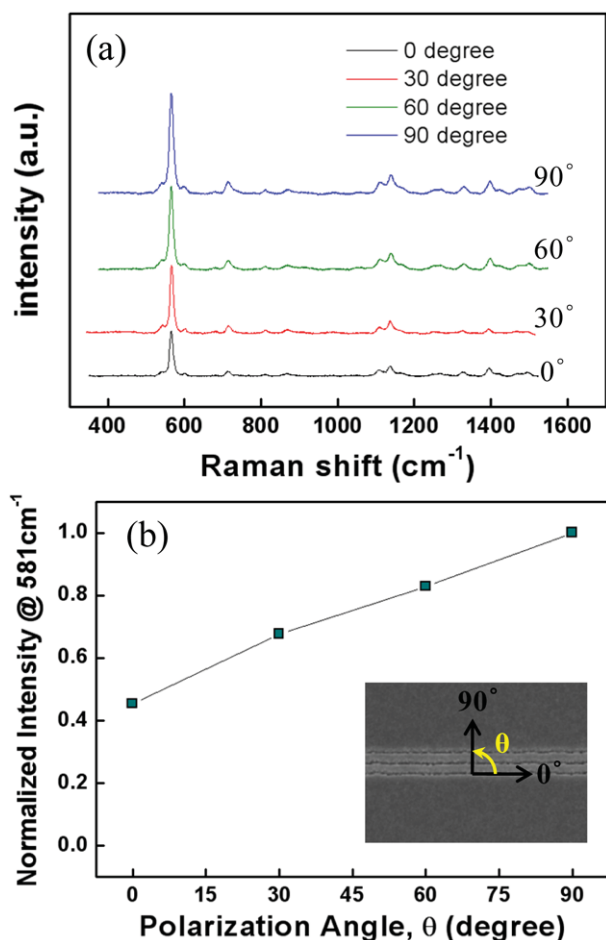 (a)
0 degree
30 degree
60 degree
90 degree
90°
60°
30°
0°
intensity (a.u.)
400 600 800 1000 1200 1400 1600
Raman shift (cm⁻¹)
(b)
1.0
0.8
0.6
0.4
0.2
0.0
Normalized Intensity @ 581cm⁻¹
90°
θ
0°
0 15 30 45 60 75 90
Polarization Angle, θ (degree)